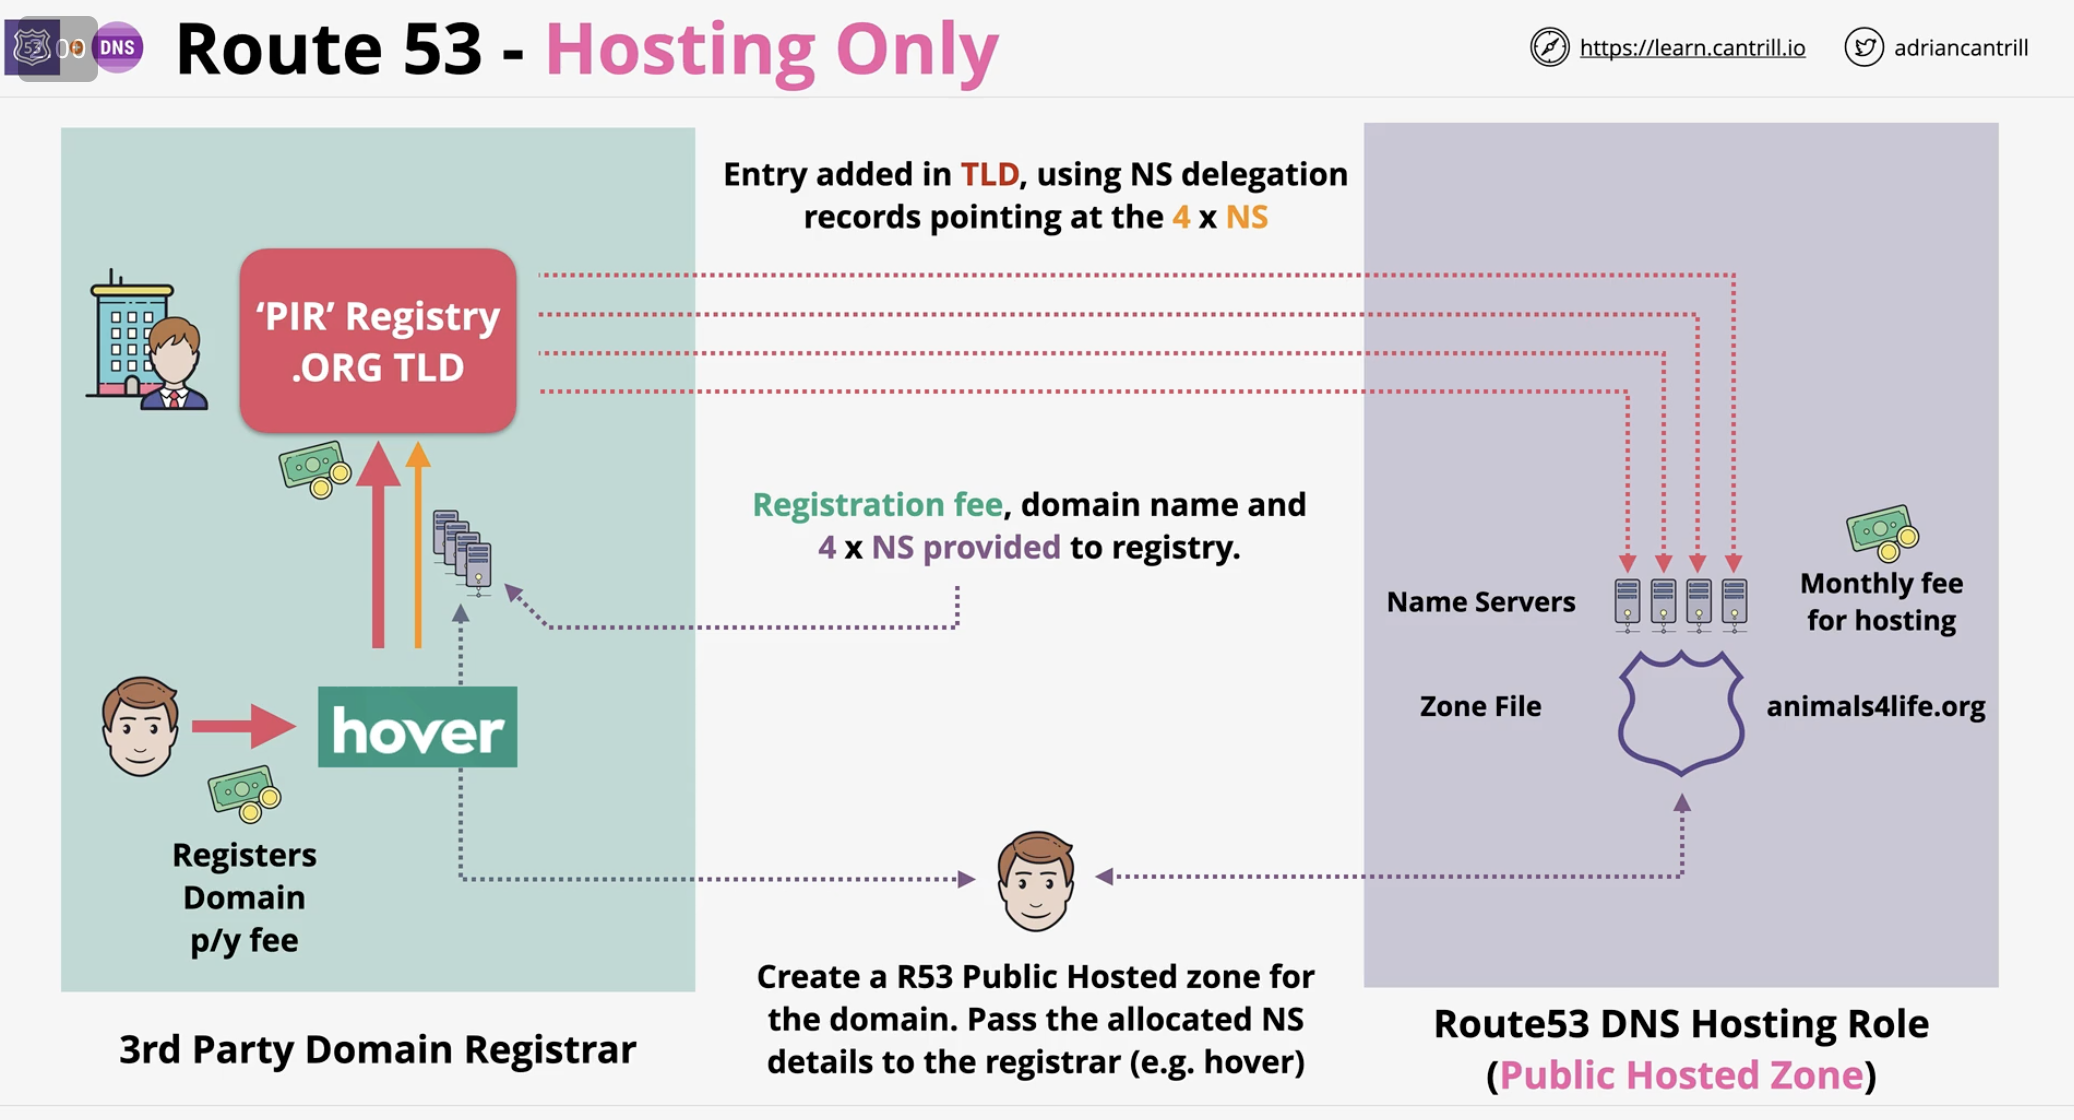 53
00
DNS
Route 53 - Hosting Only
https://learn.cantrill.io
adriancantrill
Entry added in TLD, using NS delegation
records pointing at the 4 x NS
‘PIR’ Registry
.ORG TLD
Registration fee, domain name and
4 x NS provided to registry.
Name Servers
Monthly fee
for hosting
Zone File
animals4life.org
hover
Registers
Domain
p/y fee
Create a R53 Public Hosted zone for
the domain. Pass the allocated NS
details to the registrar (e.g. hover)
3rd Party Domain Registrar
Route53 DNS Hosting Role
(Public Hosted Zone)